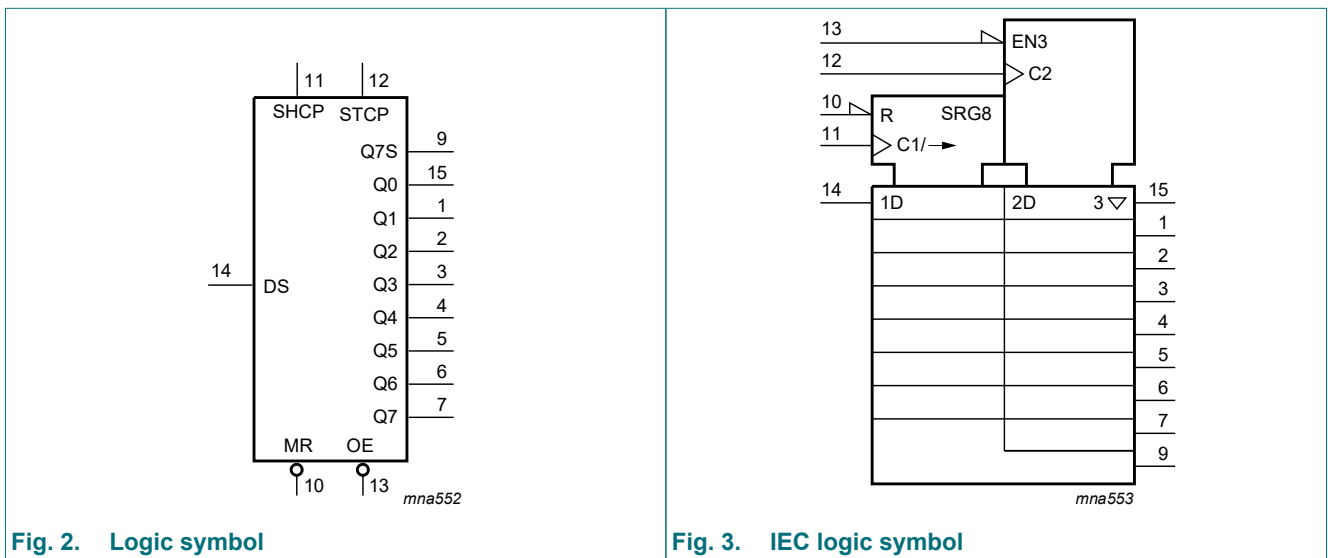 11 12
SHCP STCP
Q7S 9
Q0 15
Q1 1
Q2 2
14 DS Q3 3
Q4 4
Q5 5
Q6 6
Q7 7
MR OE
10 13
mna552
Fig. 2. Logic symbol
13 EN3
12 C2
10 R SRG8
11 C1/→
14 1D 2D 3 ▽ 15
1
2
3
4
5
6
7
9
mna553
Fig. 3. IEC logic symbol